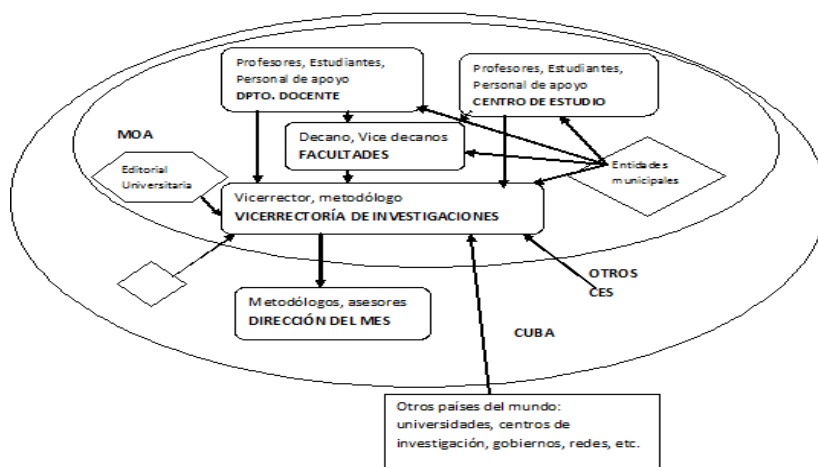 Profesores, Estudiantes,
Personal de apoyo
DPTO. DOCENTE
Profesores, Estudiantes,
Personal de apoyo
CENTRO DE ESTUDIO
MOA
Decano, Vice decanos
FACULTADES
Editorial
Universitaria
Entidades
municipales
Vicerrector, metodólogo
VICERRECTORÍA DE INVESTIGACIONES
OTROS
CES
Metodólogos, asesores
DIRECCIÓN DEL MES
CUBA
Otros países del mundo:
universidades, centros de
investigación, gobiernos, redes, etc.